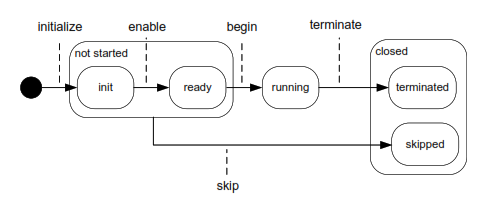 initialize
enable
begin
terminate
not started
closed
init
ready
running
terminated
skipped
skip